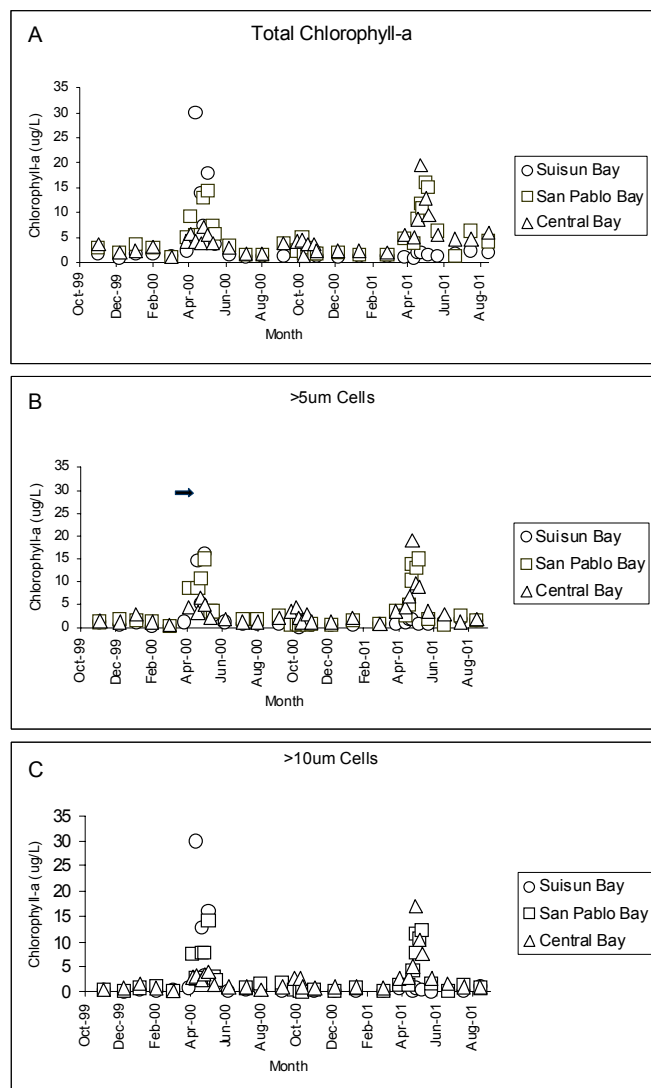 A
Total Chlorophyll-a
Chlorophyll-a (ug/L)
35
30
25
20
15
10
5
0
Oct-99
Dec-99
Feb-00
Apr-00
Jun-00
Aug-00
Oct-00
Dec-00
Feb-01
Apr-01
Jun-01
Aug-01
Month
Suisun Bay
San Pablo Bay
Central Bay
B
>5um Cells
Chlorophyll-a (ug/L)
35
30
25
20
15
10
5
0
Oct-99
Dec-99
Feb-00
Apr-00
Jun-00
Aug-00
Oct-00
Dec-00
Feb-01
Apr-01
Jun-01
Aug-01
Month
Suisun Bay
San Pablo Bay
Central Bay
C
>10um Cells
Chlorophyll-a (ug/L)
35
30
25
20
15
10
5
0
Oct-99
Dec-99
Feb-00
Apr-00
Jun-00
Aug-00
Oct-00
Dec-00
Feb-01
Apr-01
Jun-01
Aug-01
Month
Suisun Bay
San Pablo Bay
Central Bay